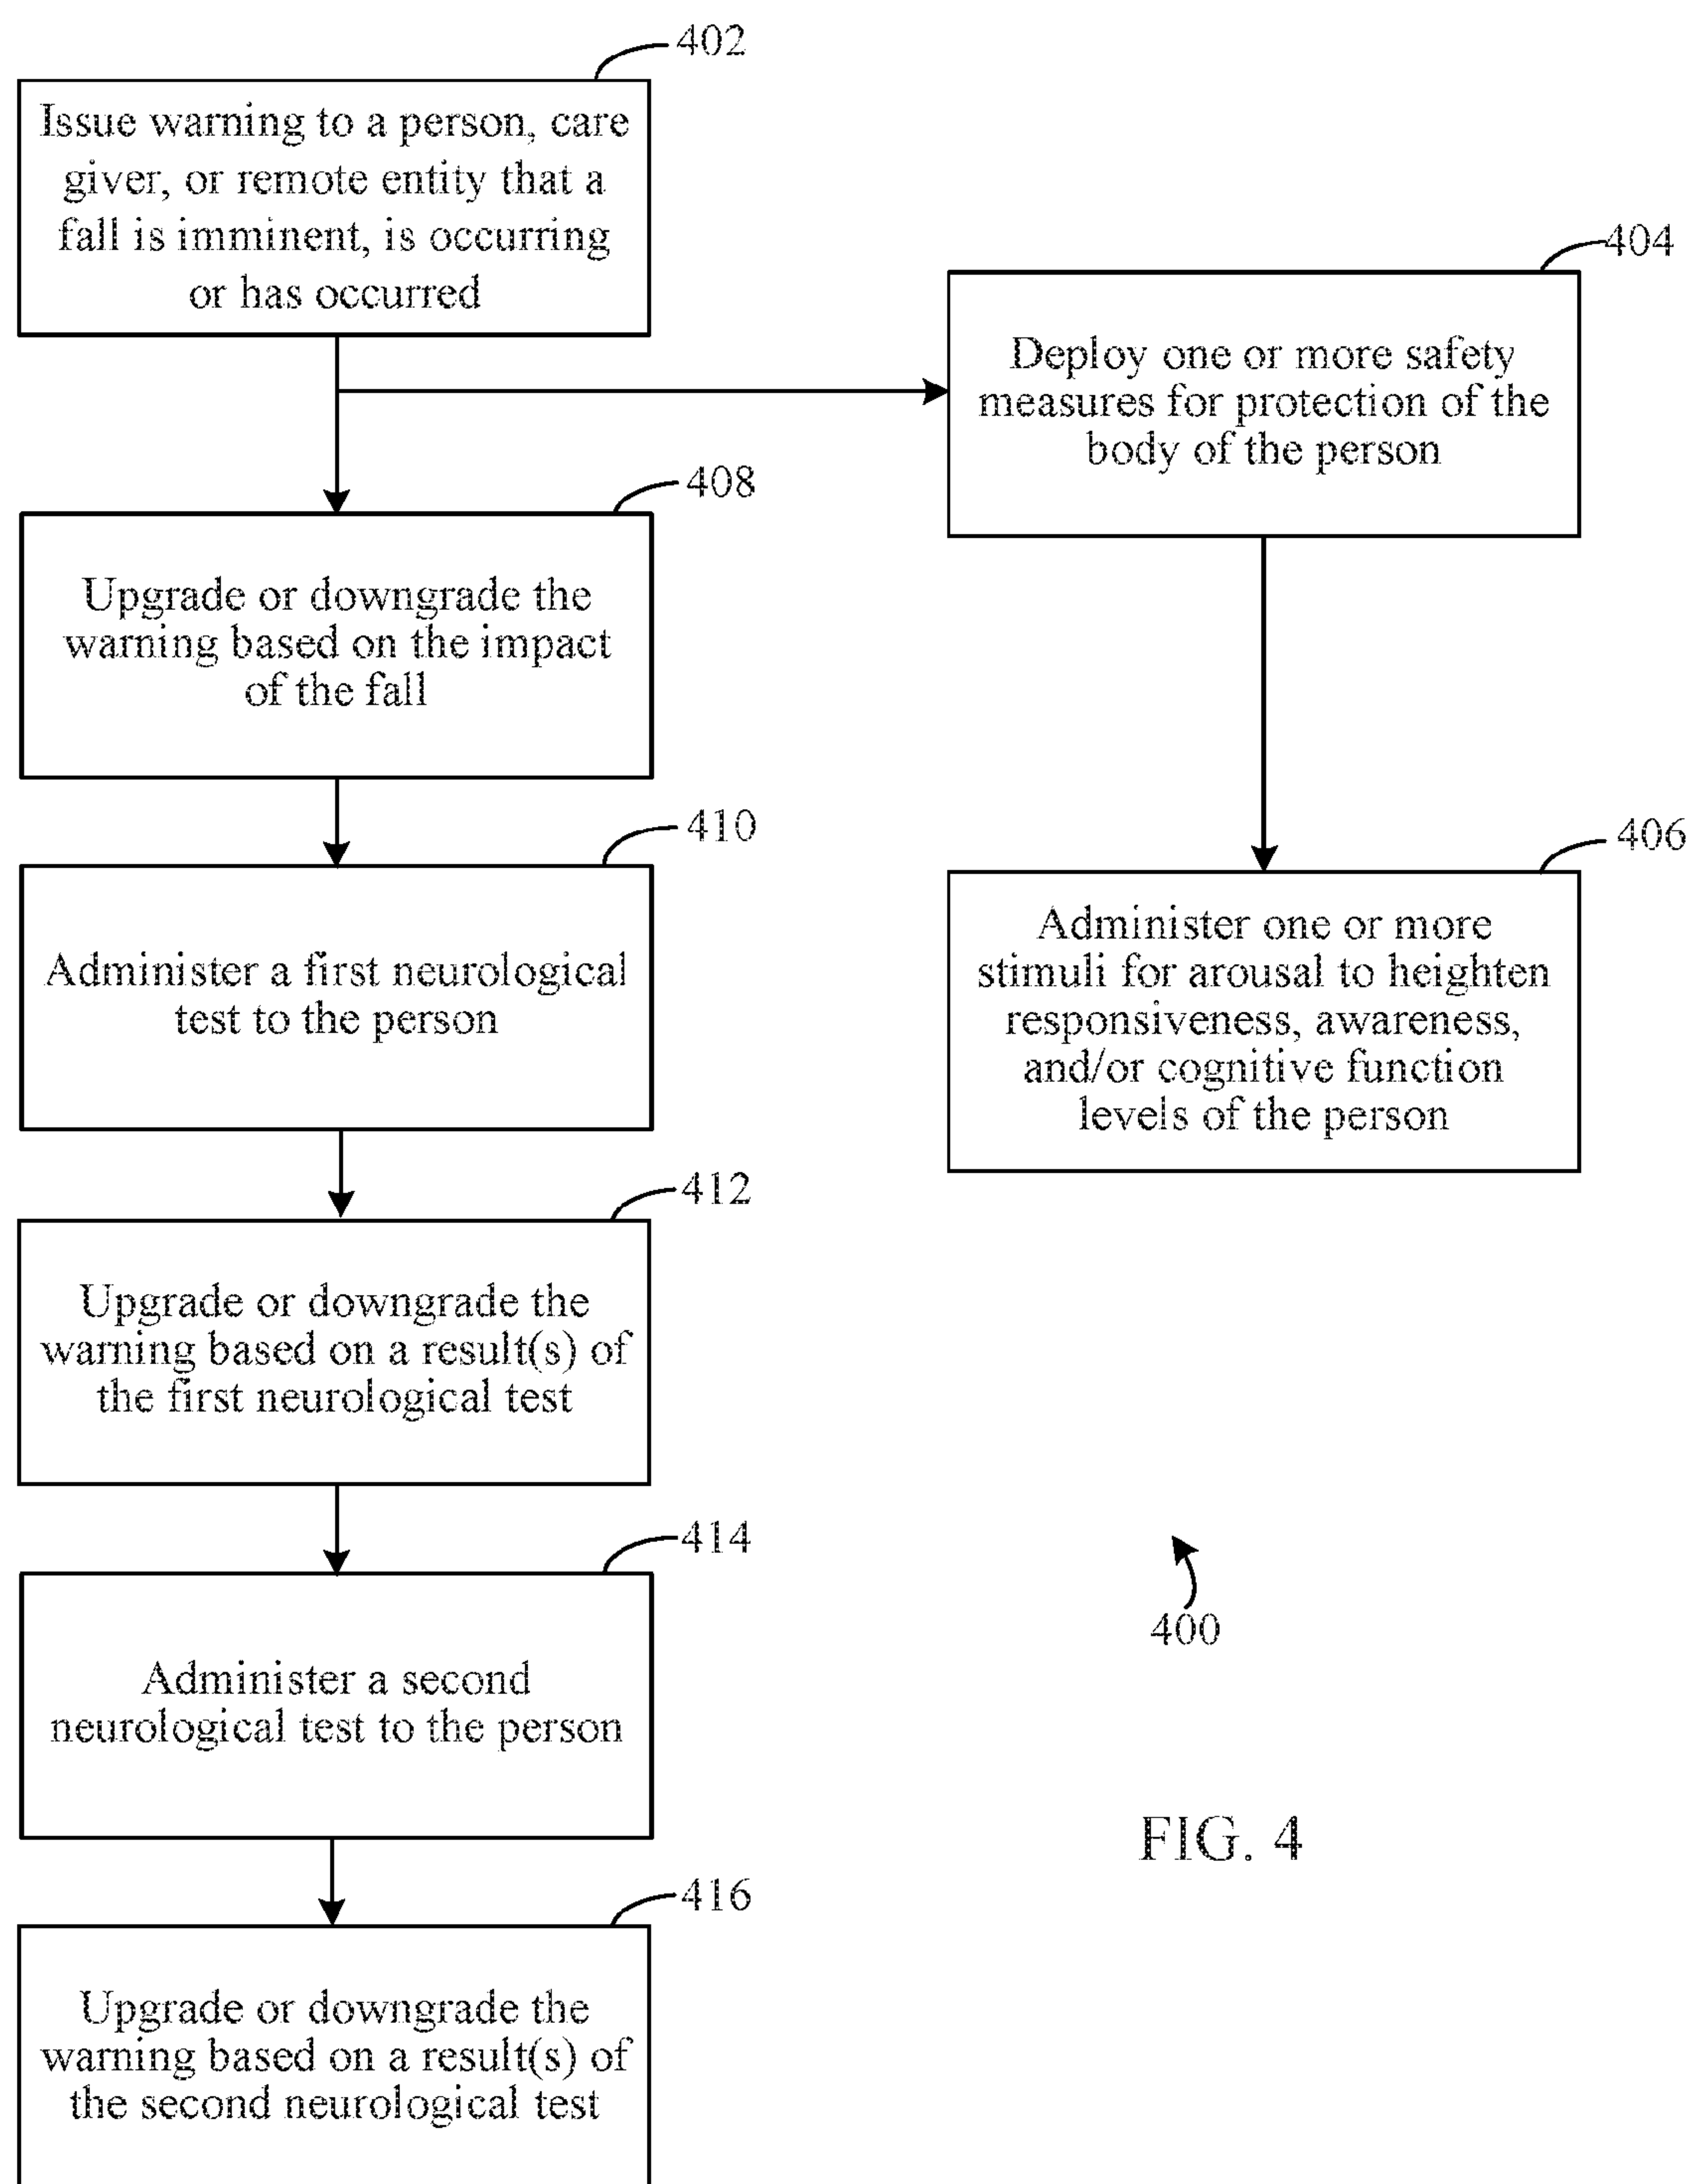 402
Issue warning to a person, care
giver, or remote entity that a
fall is imminent, is occurring
or has occurred
404
Deploy one or more safety
measures for protection of the
body of the person
408
Upgrade or downgrade the
warning based on the impact
of the fall
410
Administer a first neurological
test to the person
406
Administer one or more
stimuli for arousal to heighten
responsiveness, awareness,
and/or cognitive function
levels of the person
412
Upgrade or downgrade the
warning based on a result(s) of
the first neurological test
414
Administer a second
neurological test to the person
400
FIG. 4
416
Upgrade or downgrade the
warning based on a result(s) of
the second neurological test